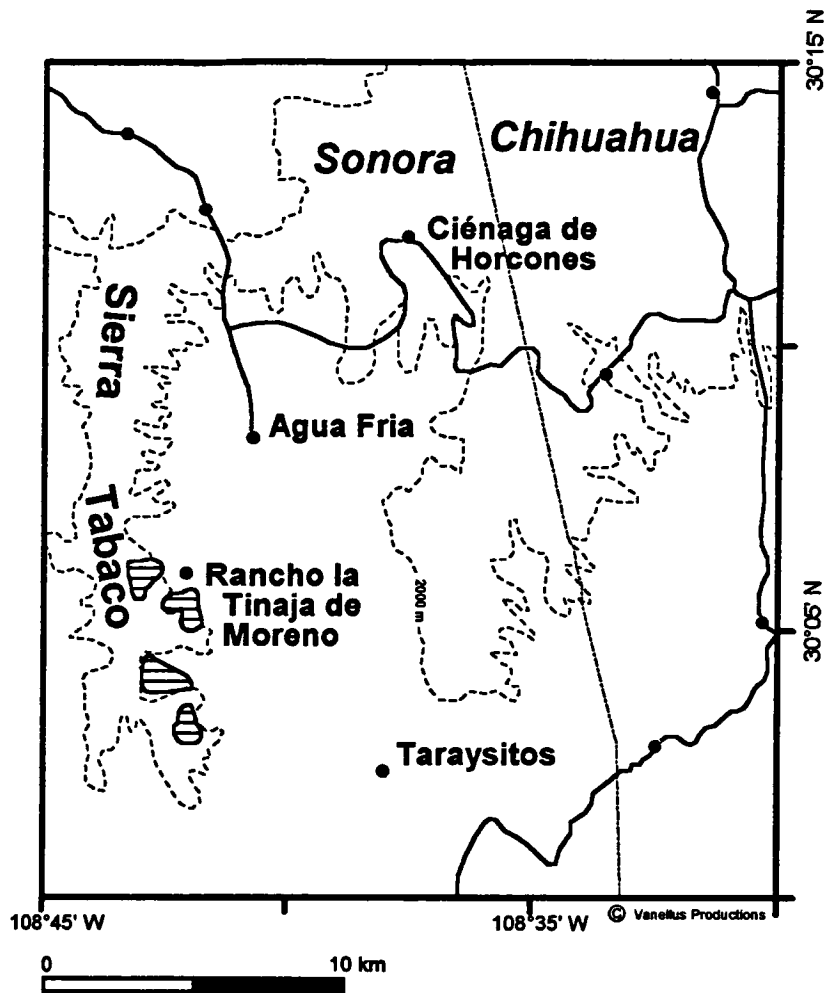 30°15' N
Sonora
Chihuahua
Ciénaga de
Horcones
Sierra
Tabaco
Agua Fria
Rancho la
Tinaja de
Moreno
2000 m
30°05' N
Taraysitos
108°45' W
108°35' W
© Vanellus Productions
0
10 km